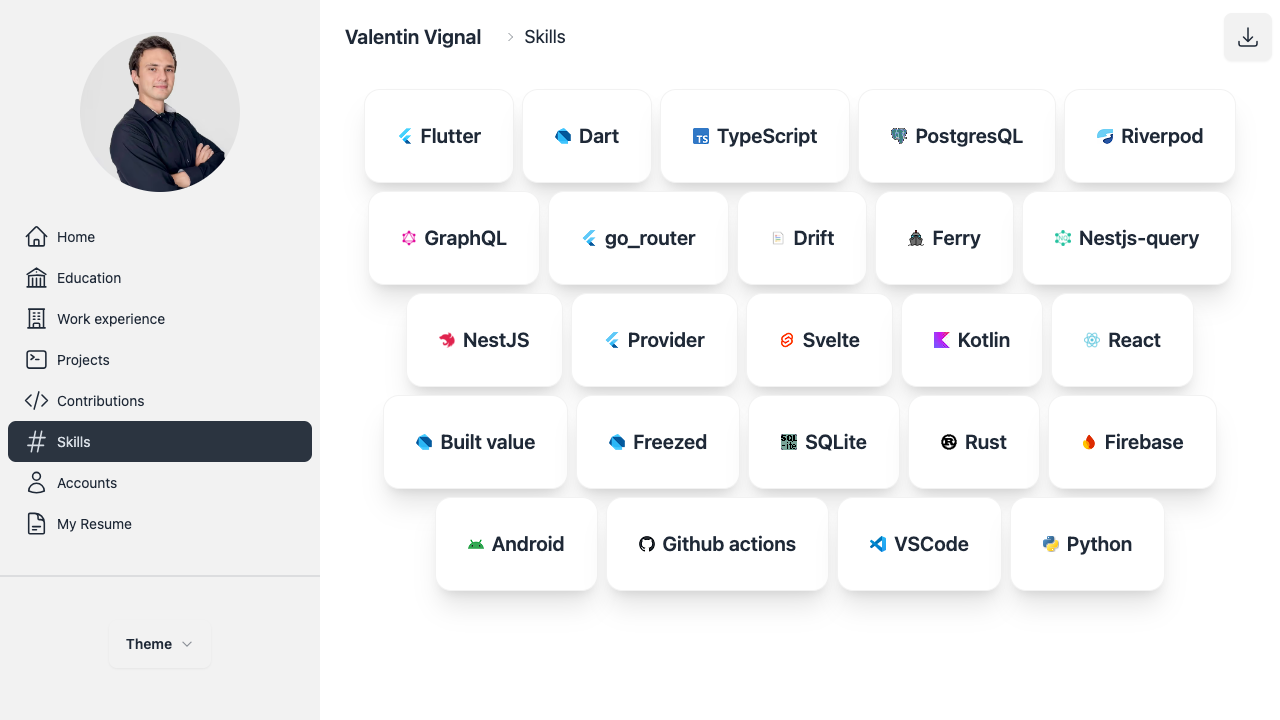 Valentin Vignal
Skills
Home
Education
Work experience
Projects
Contributions
Skills
Accounts
My Resume
Theme
Flutter
Dart
TypeScript
PostgresQL
Riverpod
GraphQL
go_router
Drift
Ferry
Nestjs-query
NestJS
Provider
Svelte
Kotlin
React
Built value
Freezed
SQLite
Rust
Firebase
Android
Github actions
VSCode
Python